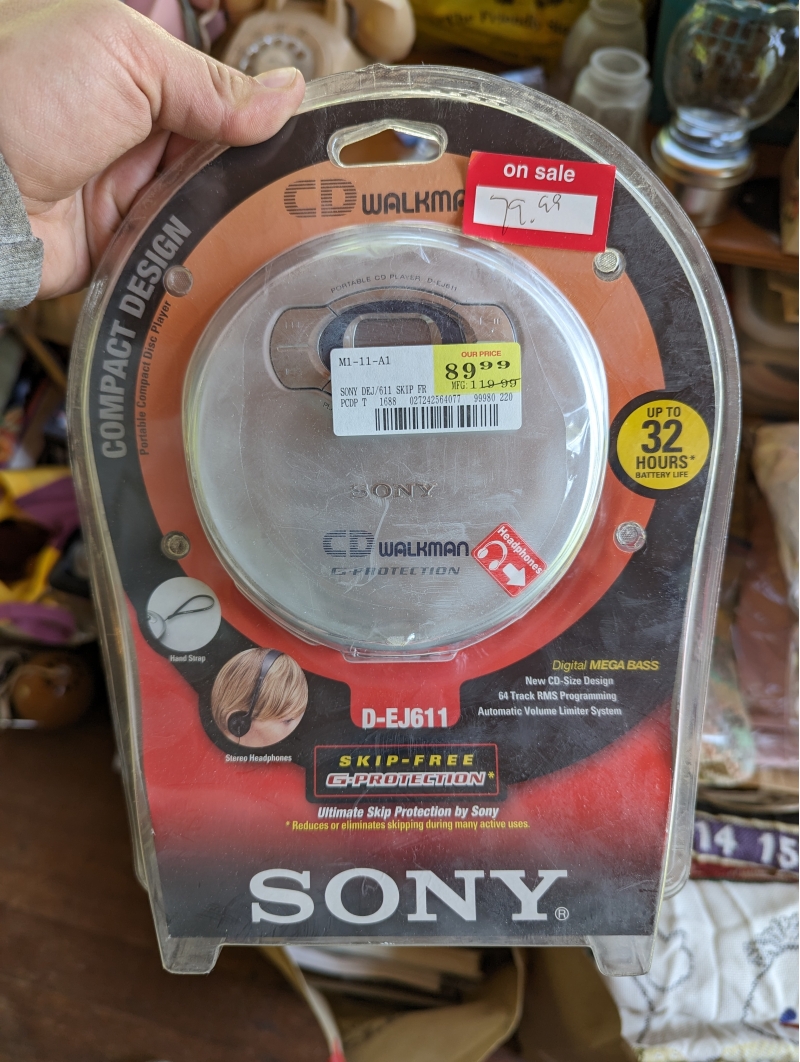 on sale
79.99
CD WALKMA
COMPACT DESIGN
Portable Compact Disc Player
PORTABLE CD PLAYER D-EJ611
M1-11-A1
OUR PRICE
89⁹⁹
MFG: 119.99
SONY DEJ/611 SKIP FR
PCDP T 1688 027242564077 99980 220
UP TO
32
HOURS*
BATTERY LIFE
SONY
CD WALKMAN
G-PROTECTION
Headphones
Hand Strap
Stereo Headphones
Digital MEGA BASS
New CD-Size Design
64 Track RMS Programming
Automatic Volume Limiter System
D-EJ611
SKIP-FREE
G-PROTECTION*
Ultimate Skip Protection by Sony
* Reduces or eliminates skipping during many active uses.
SONY®
14 15